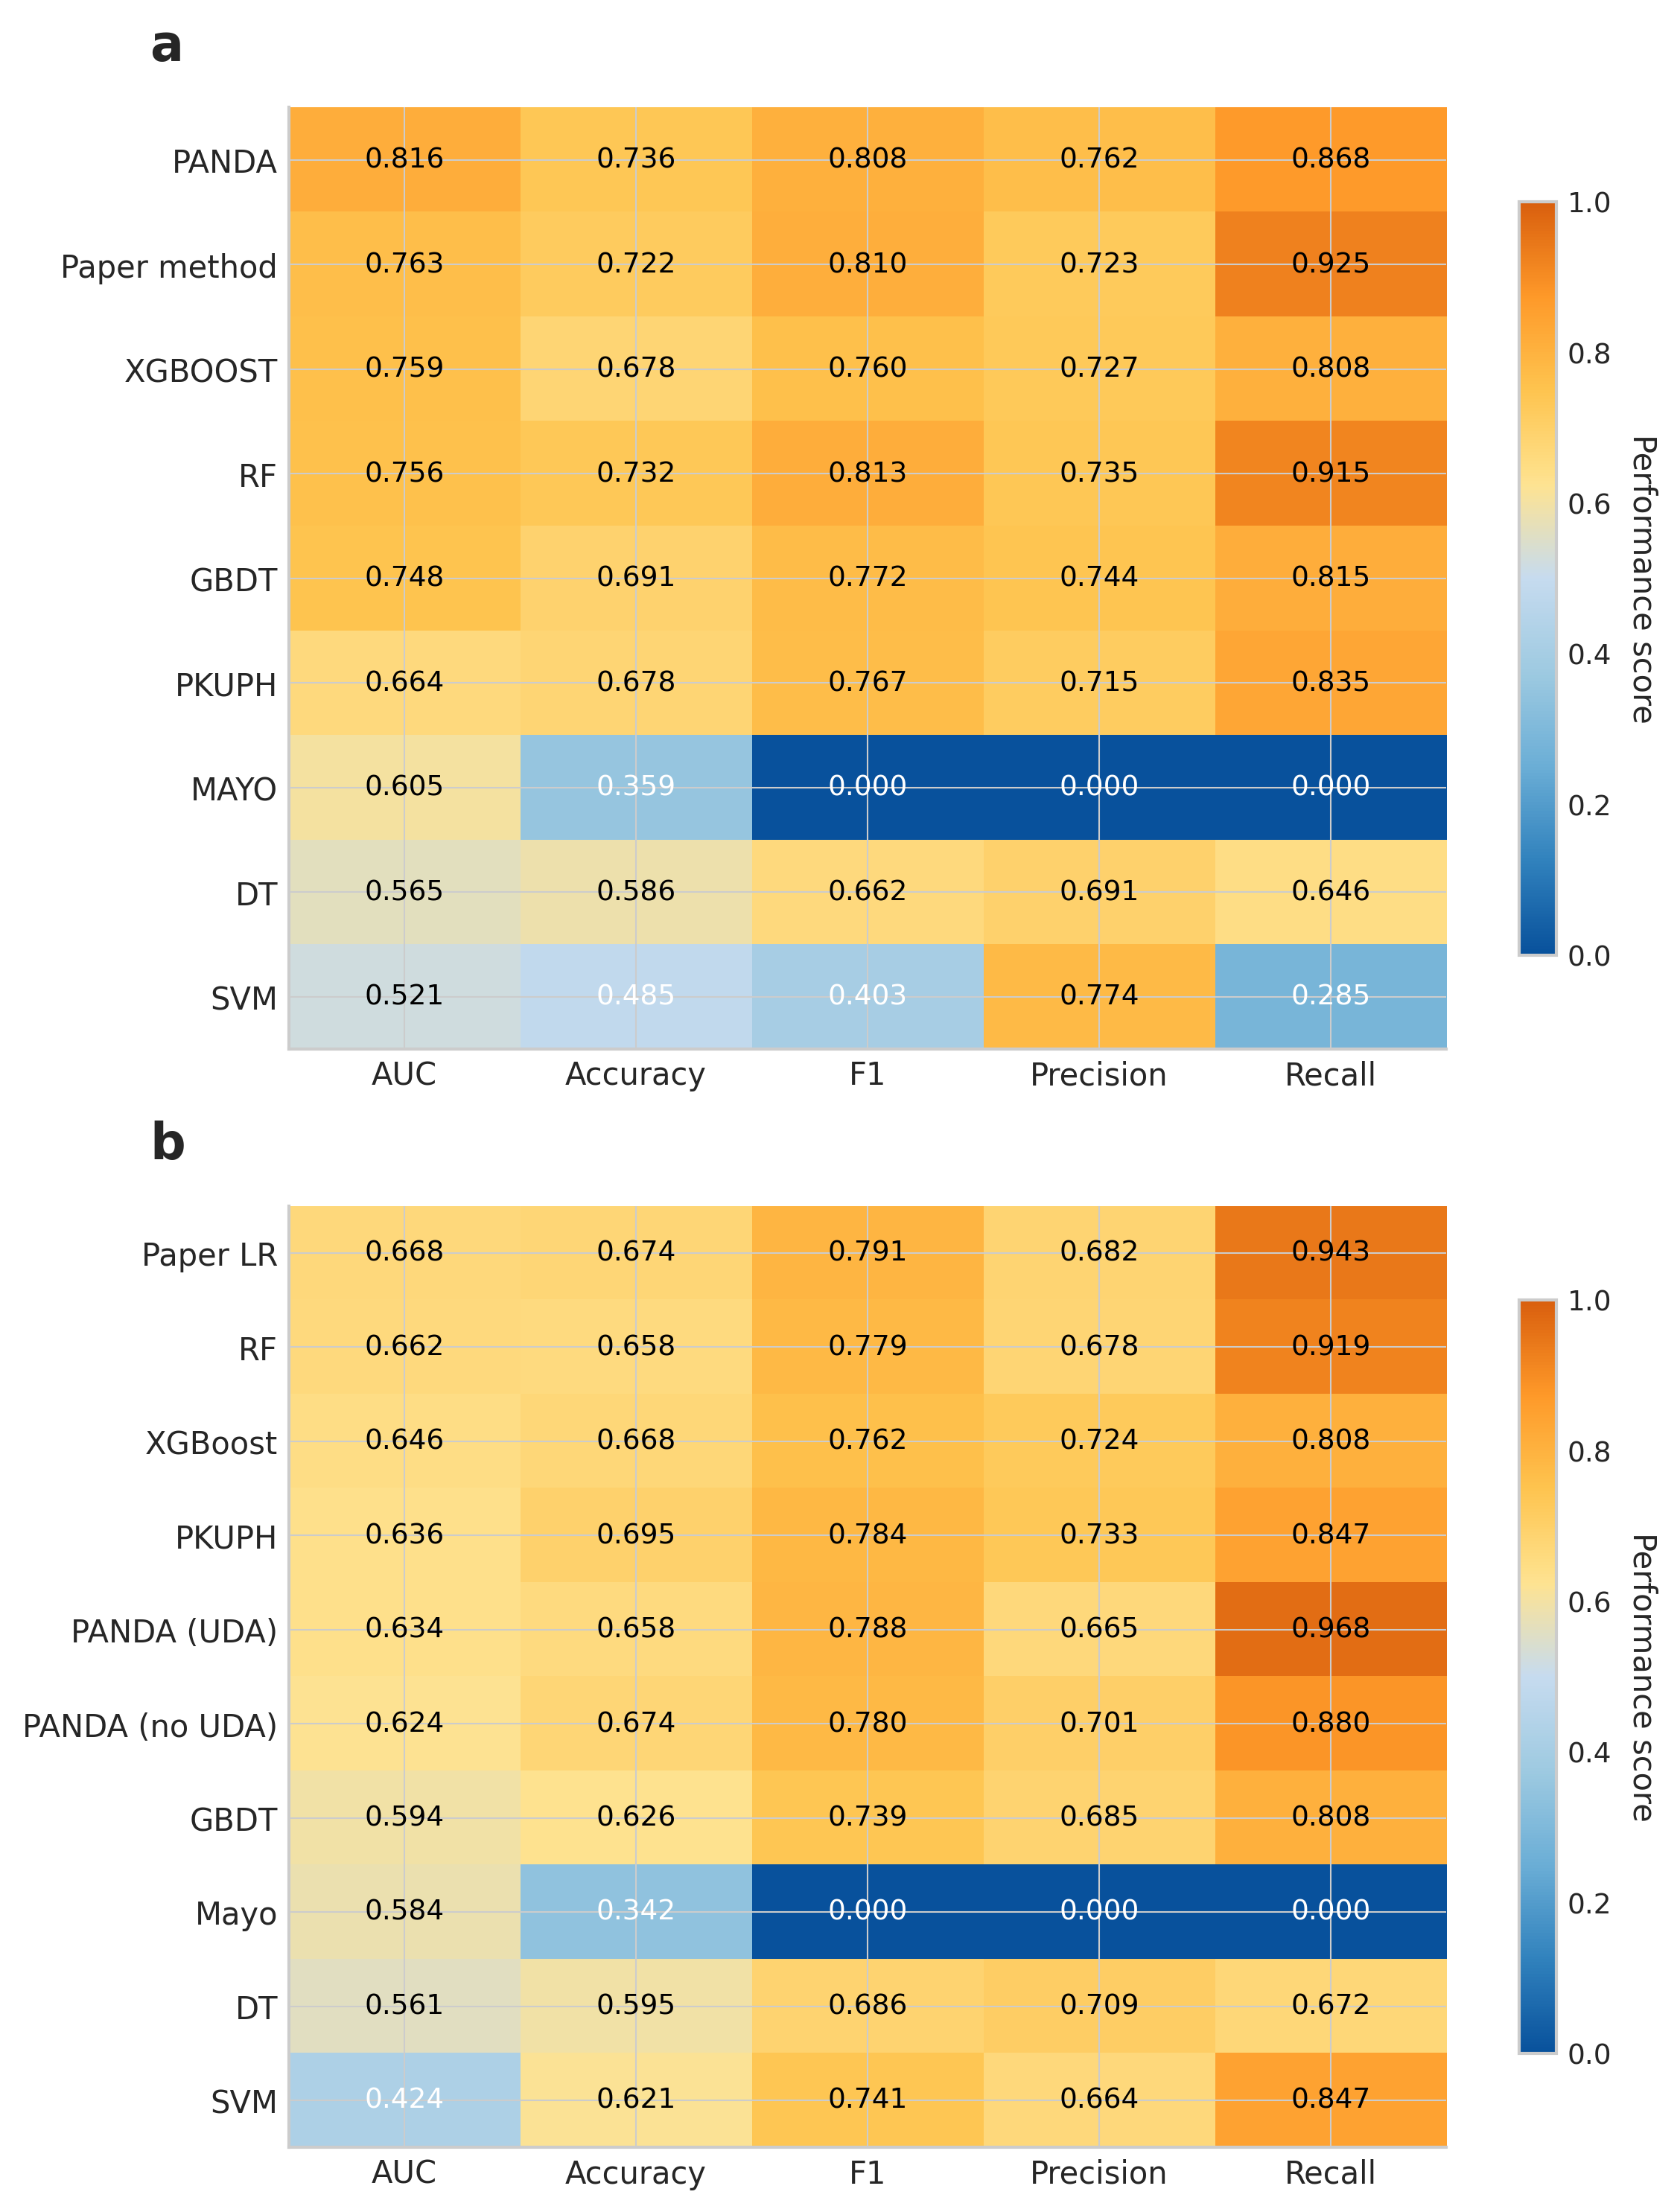 a
PANDA 0.816 0.736 0.808 0.762 0.868
Paper method 0.763 0.722 0.810 0.723 0.925
XGBOOST 0.759 0.678 0.760 0.727 0.808
RF 0.756 0.732 0.813 0.735 0.915
GBDT 0.748 0.691 0.772 0.744 0.815
PKUPH 0.664 0.678 0.767 0.715 0.835
MAYO 0.605 0.359 0.000 0.000 0.000
DT 0.565 0.586 0.662 0.691 0.646
SVM 0.521 0.485 0.403 0.774 0.285
AUC Accuracy F1 Precision Recall
1.0
0.8
0.6
0.4
0.2
0.0
Performance score
b
Paper LR 0.668 0.674 0.791 0.682 0.943
RF 0.662 0.658 0.779 0.678 0.919
XGBoost 0.646 0.668 0.762 0.724 0.808
PKUPH 0.636 0.695 0.784 0.733 0.847
PANDA (UDA) 0.634 0.658 0.788 0.665 0.968
PANDA (no UDA) 0.624 0.674 0.780 0.701 0.880
GBDT 0.594 0.626 0.739 0.685 0.808
Mayo 0.584 0.342 0.000 0.000 0.000
DT 0.561 0.595 0.686 0.709 0.672
SVM 0.424 0.621 0.741 0.664 0.847
AUC Accuracy F1 Precision Recall
1.0
0.8
0.6
0.4
0.2
0.0
Performance score